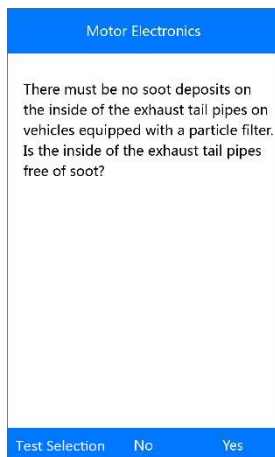 Motor Electronics
There must be no soot deposits on
the inside of the exhaust tail pipes on
vehicles equipped with a particle filter.
Is the inside of the exhaust tail pipes
free of soot?
Test Selection No Yes